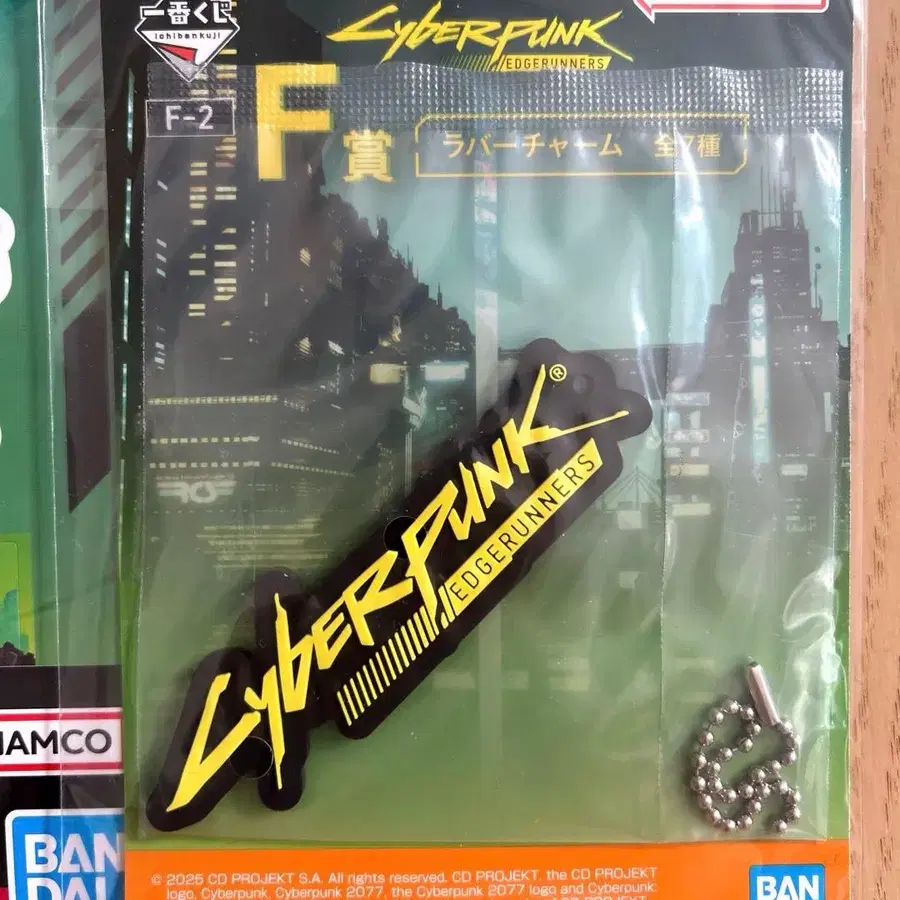 一番くじ
ichibankuji
CYBERPUNK
EDGERUNNERS
F-2
F賞
ラバーチャーム 全7種
CYBERPUNK®
EDGERUNNERS
NAMCO
BAN
DAI
© 2025 CD PROJEKT S.A. All rights reserved. CD PROJEKT, the CD PROJEKT
logo, Cyberpunk, Cyberpunk 2077, the Cyberpunk 2077 logo and Cyberpunk:
BAN